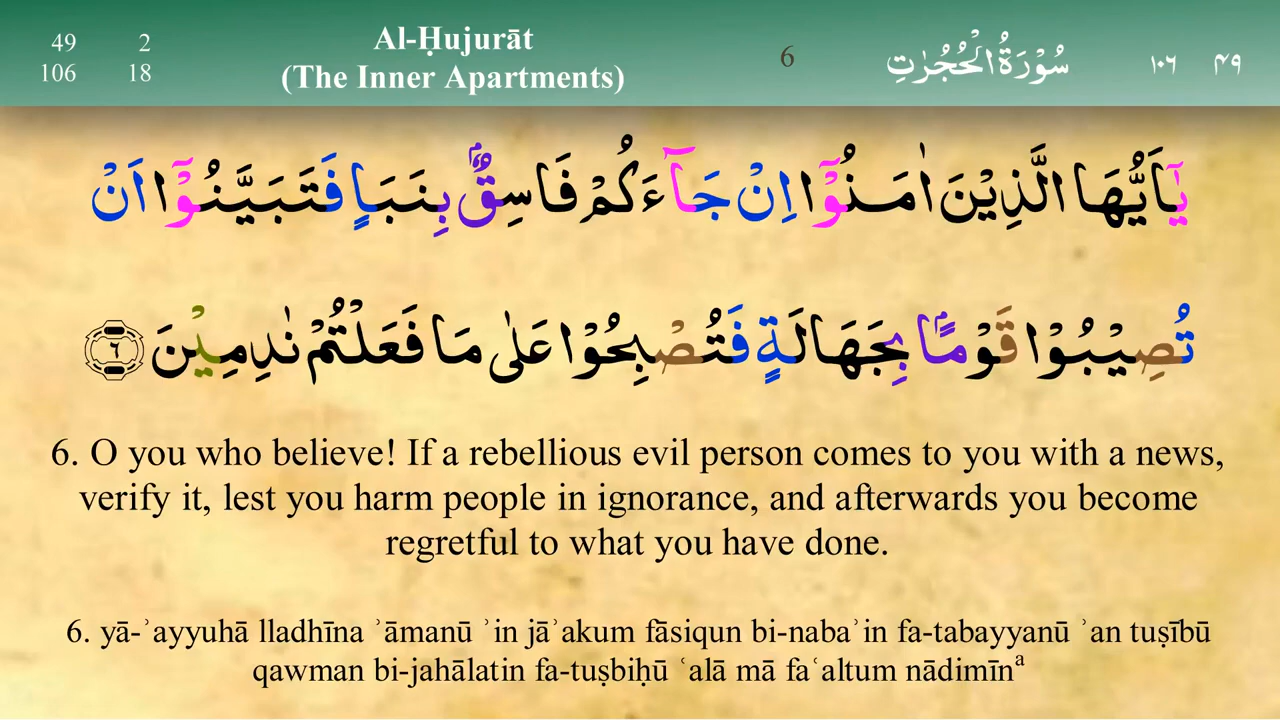 49 2
106 18
Al-Ḥujurāt
(The Inner Apartments)
6
سُوْرَةُ الْحُجُرٰتِ
١٠٦ ۴۹
يٰۤاَيُّهَا الَّذِيْنَ اٰمَنُوْۤا اِنْ جَآءَكُمْ فَاسِقٌۢ بِنَبَاٍ فَتَبَيَّنُوْۤا اَنْ
تُصِيْبُوْا قَوْمًاۢ بِجَهَالَةٍ فَتُصْبِحُوْا عَلٰى مَا فَعَلْتُمْ نٰدِمِيْنَ ٦
6. O you who believe! If a rebellious evil person comes to you with a news,
verify it, lest you harm people in ignorance, and afterwards you become
regretful to what you have done.
6. yā-ʾayyuhā lladhīna ʾāmanū ʾin jāʾakum fāsiqun bi-nabaʾin fa-tabayyanū ʾan tuṣībū
qawman bi-jahālatin fa-tuṣbiḥū ʿalā mā faʿaltum nādimīnᵃ